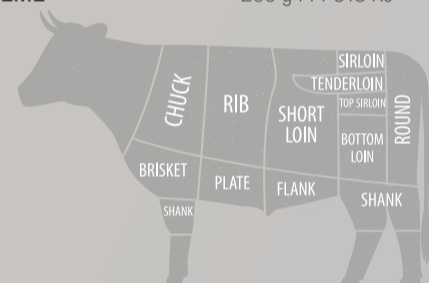 SIRLOIN
TENDERLOIN
CHUCK
RIB
SHORT
LOIN
TOP SIRLOIN
BOTTOM
LOIN
ROUND
BRISKET
PLATE
FLANK
SHANK
SHANK